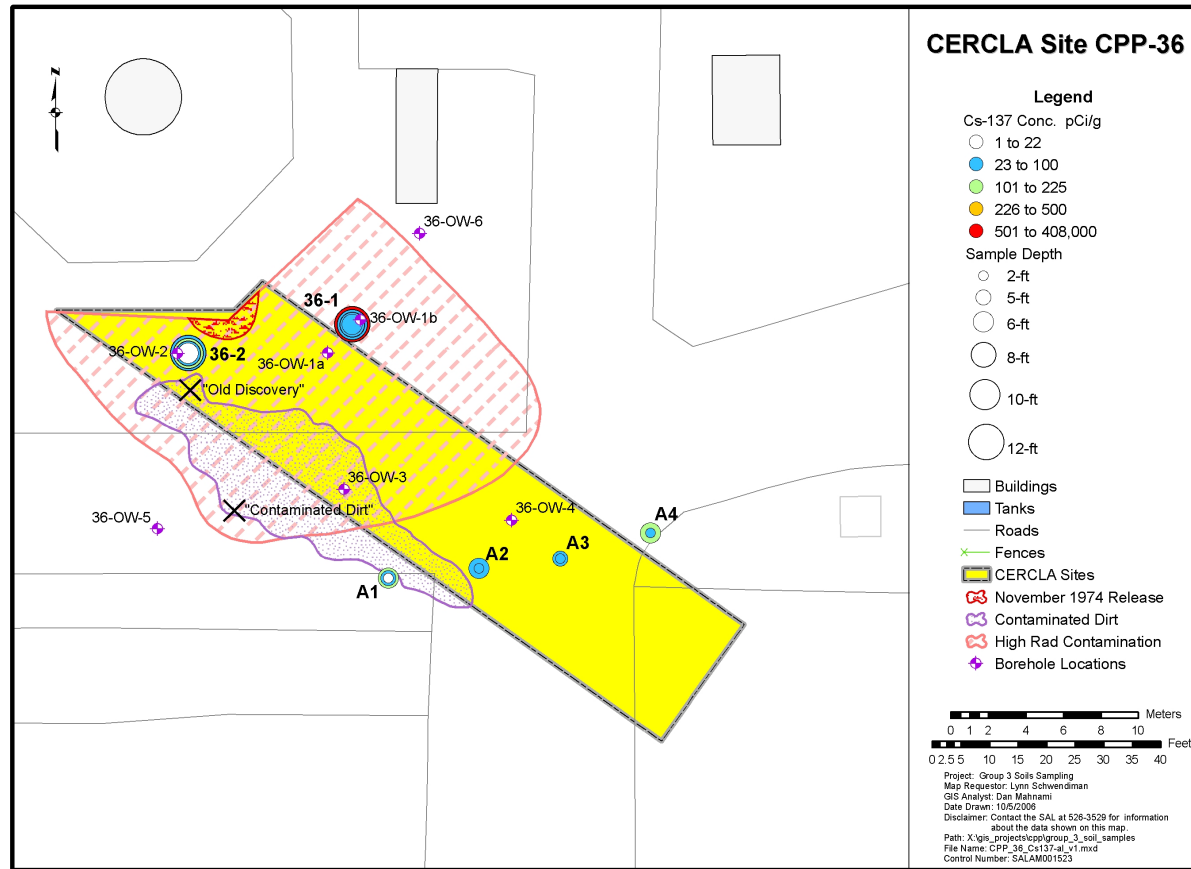 CERCLA Site CPP-36
Legend
Cs-137 Conc. pCi/g
1 to 22
23 to 100
101 to 225
226 to 500
501 to 408,000
Sample Depth
2-ft
5-ft
6-ft
8-ft
10-ft
12-ft
Buildings
Tanks
Roads
Fences
CERCLA Sites
November 1974 Release
Contaminated Dirt
High Rad Contamination
Borehole Locations
Meters
0 1 2 4 6 8 10
Feet
0 2.5 5 10 15 20 25 30 35 40
Project: Group 3 Soils Sampling
Map Requestor: Lynn Schwendiman
GIS Analyst: Dan Mahnami
Date Drawn: 10/5/2006
Disclaimer: Contact the SAL at 526-3529 for information
about the data shown on this map.
Path: X:\gis_projects\cpp\group_3_soil_samples
File Name: CPP_36_Cs137-al_v1.mxd
Control Number: SALAM001523
N
36-OW-6
36-1
36-OW-1b
36-OW-2
36-2
36-OW-1a
"Old Discovery"
36-OW-3
"Contaminated Dirt"
36-OW-5
36-OW-4
A4
A3
A2
A1